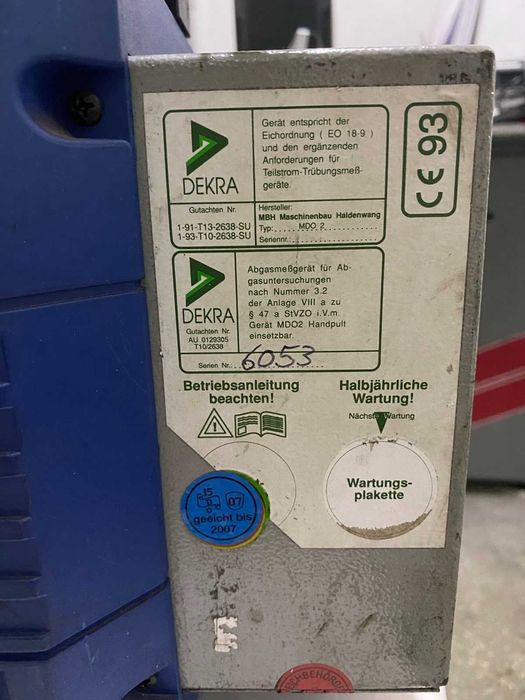 DEKRA
Gerät entspricht der
Eichordnung ( EO 18-9 )
und den ergänzenden
Anforderungen für
Teilstrom-Trübungsmeß-
geräte.
Gutachten Nr.
1-91-T13-2638-SU
1-93-T10-2638-SU
Hersteller:
MBH Maschinenbau Haldenwang
Typ: MDO 2
Seriennr.:
CE 93
DEKRA
Gutachten Nr.
AU 0129305
T10/2638
Abgasmeßgerät für Ab-
gasuntersuchungen
nach Nummer 3.2
der Anlage VIII a zu
§ 47 a StVZO i.V.m.
Gerät MDO2 Handpult
einsetzbar.
Serien Nr.: 6053
Betriebsanleitung
beachten!
Halbjährliche
Wartung!
Nächste Wartung
Wartungs-
plakette
15
07
geeicht bis
2007